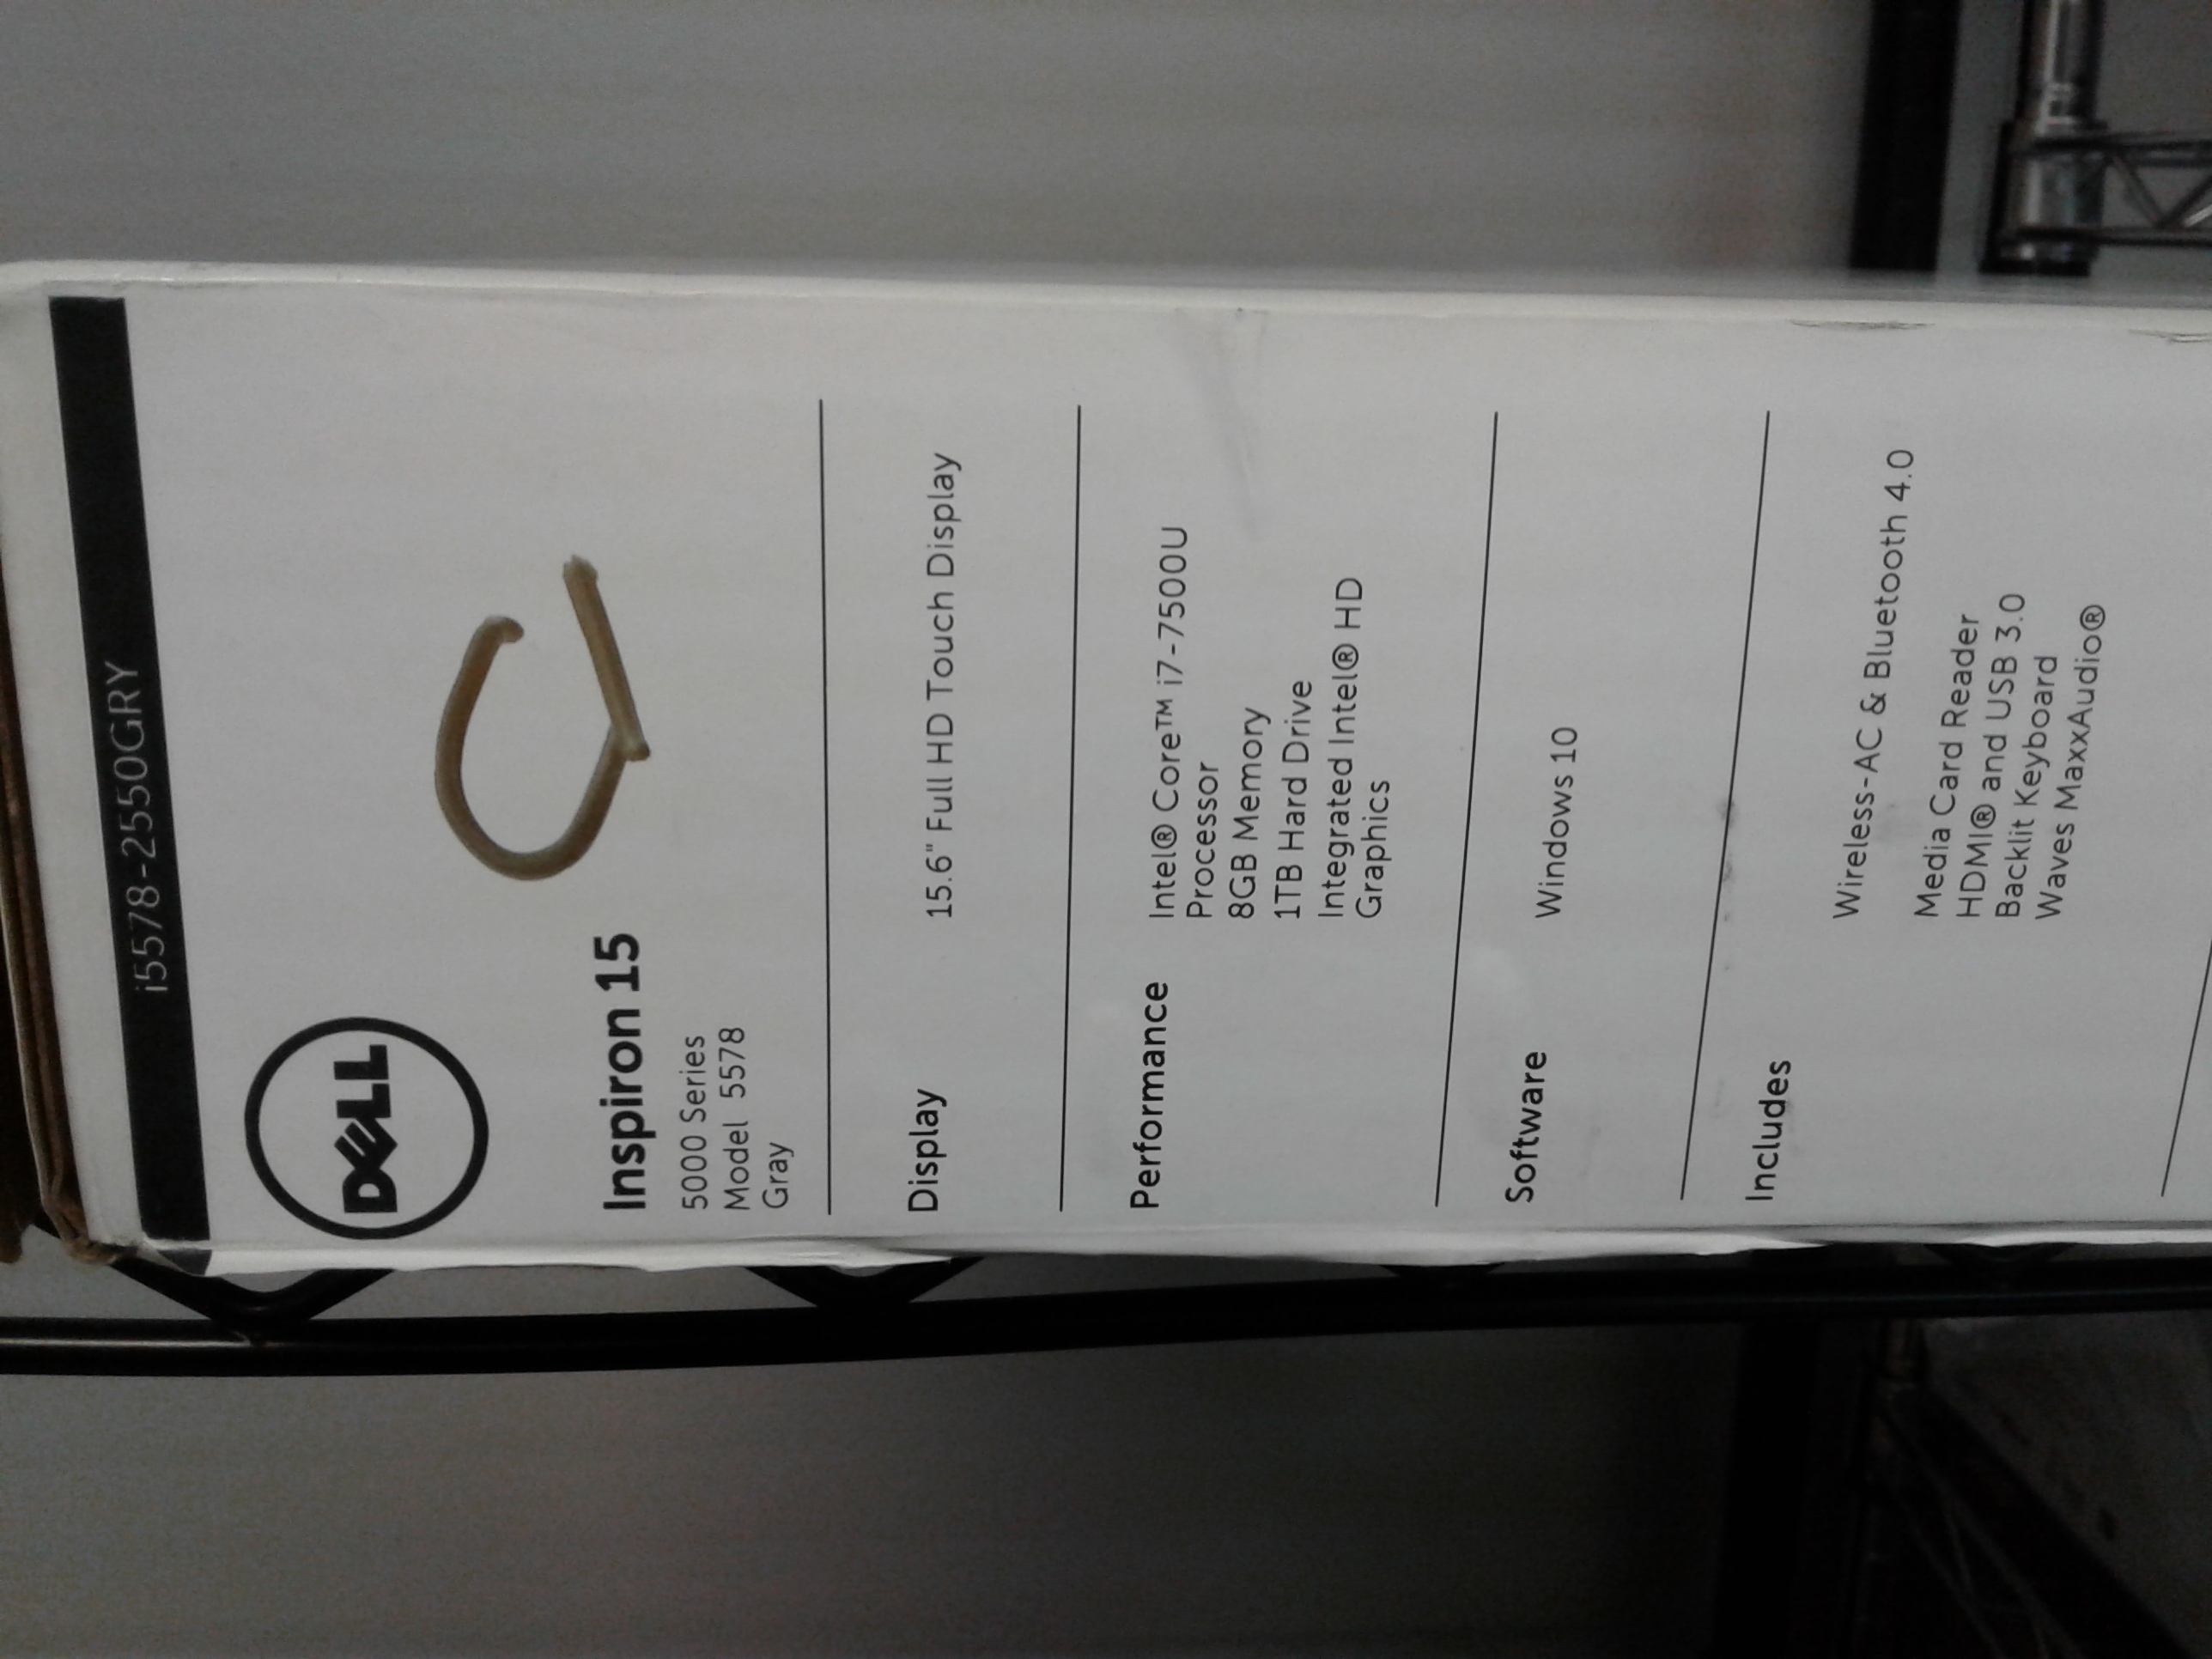 i5578-2550GRY
DELL
Inspiron 15
5000 Series
Model 5578
Gray
Display
15.6" Full HD Touch Display
Performance
Intel® Core™ i7-7500U
Processor
8GB Memory
1TB Hard Drive
Integrated Intel® HD
Graphics
Software
Windows 10
Includes
Wireless-AC & Bluetooth 4.0
Media Card Reader
HDMI® and USB 3.0
Backlit Keyboard
Waves MaxxAudio®